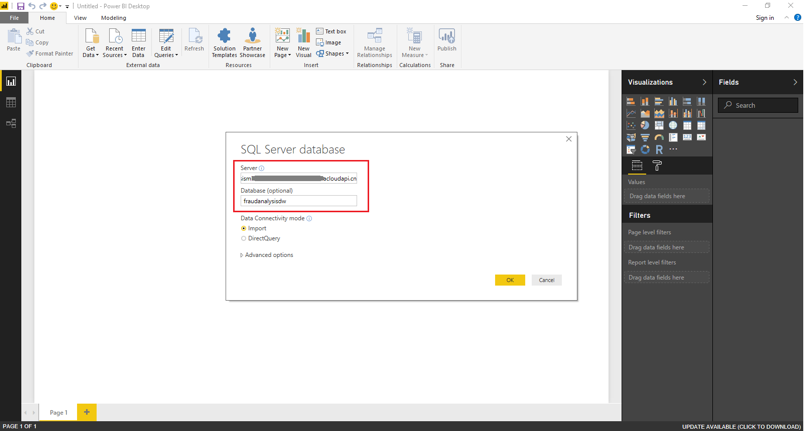 Untitled - Power BI Desktop
File
Home
View
Modeling
Sign in
Paste
Cut
Copy
Format Painter
Clipboard
Get Data
Recent Sources
Enter Data
Edit Queries
External data
Refresh
Solution Templates
Partner Showcase
Resources
New Page
New Visual
Text box
Image
Shapes
Insert
Manage Relationships
Relationships
New Measure
Calculations
Publish
Share
SQL Server database
Server
acloudapi.cn
Database (optional)
fraudanalysisdw
Data Connectivity mode
Import
DirectQuery
Advanced options
OK
Cancel
Visualizations
R
Values
Drag data fields here
Filters
Page level filters
Drag data fields here
Report level filters
Drag data fields here
Fields
Search
Page 1
PAGE 1 OF 1
UPDATE AVAILABLE (CLICK TO DOWNLOAD)